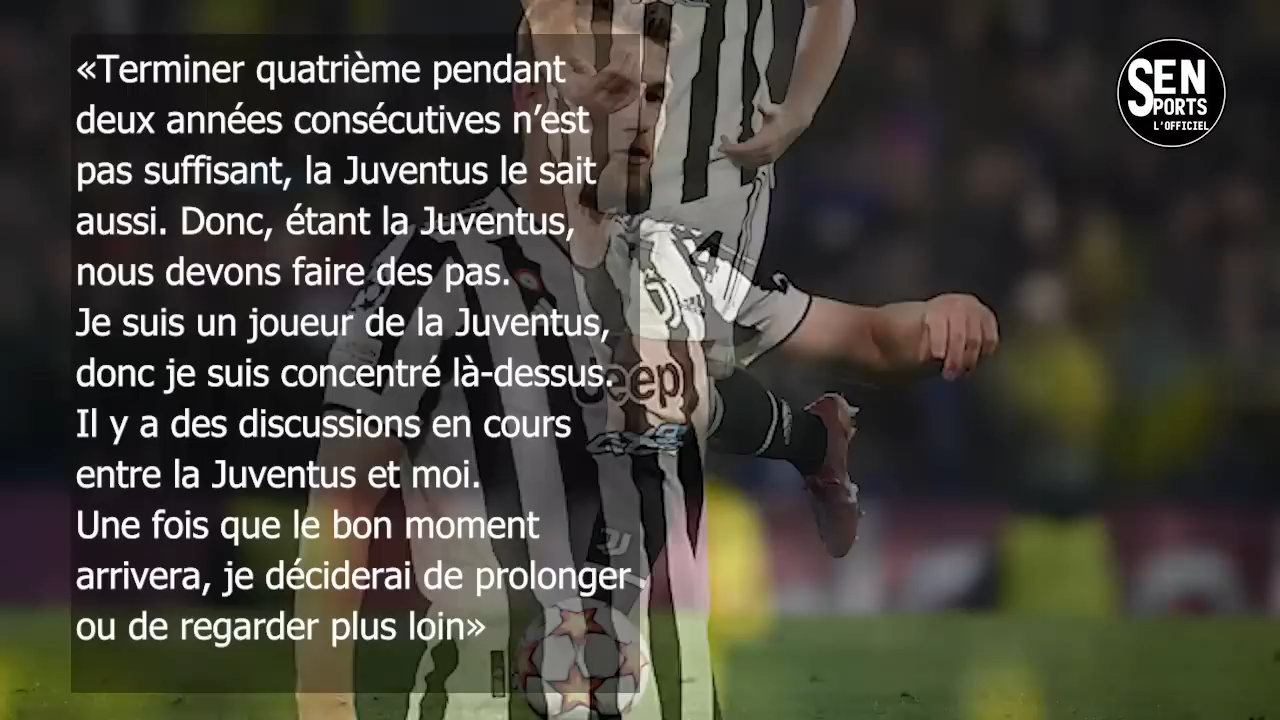 «Terminer quatrième pendant
deux années consécutives n’est
pas suffisant, la Juventus le sait
aussi. Donc, étant la Juventus,
nous devons faire des pas.
Je suis un joueur de la Juventus,
donc je suis concentré là-dessus.
Il y a des discussions en cours
entre la Juventus et moi.
Une fois que le bon moment
arrivera, je déciderai de prolonger
ou de regarder plus loin»
SEN
SPORTS
L'OFFICIEL
4
Jeep